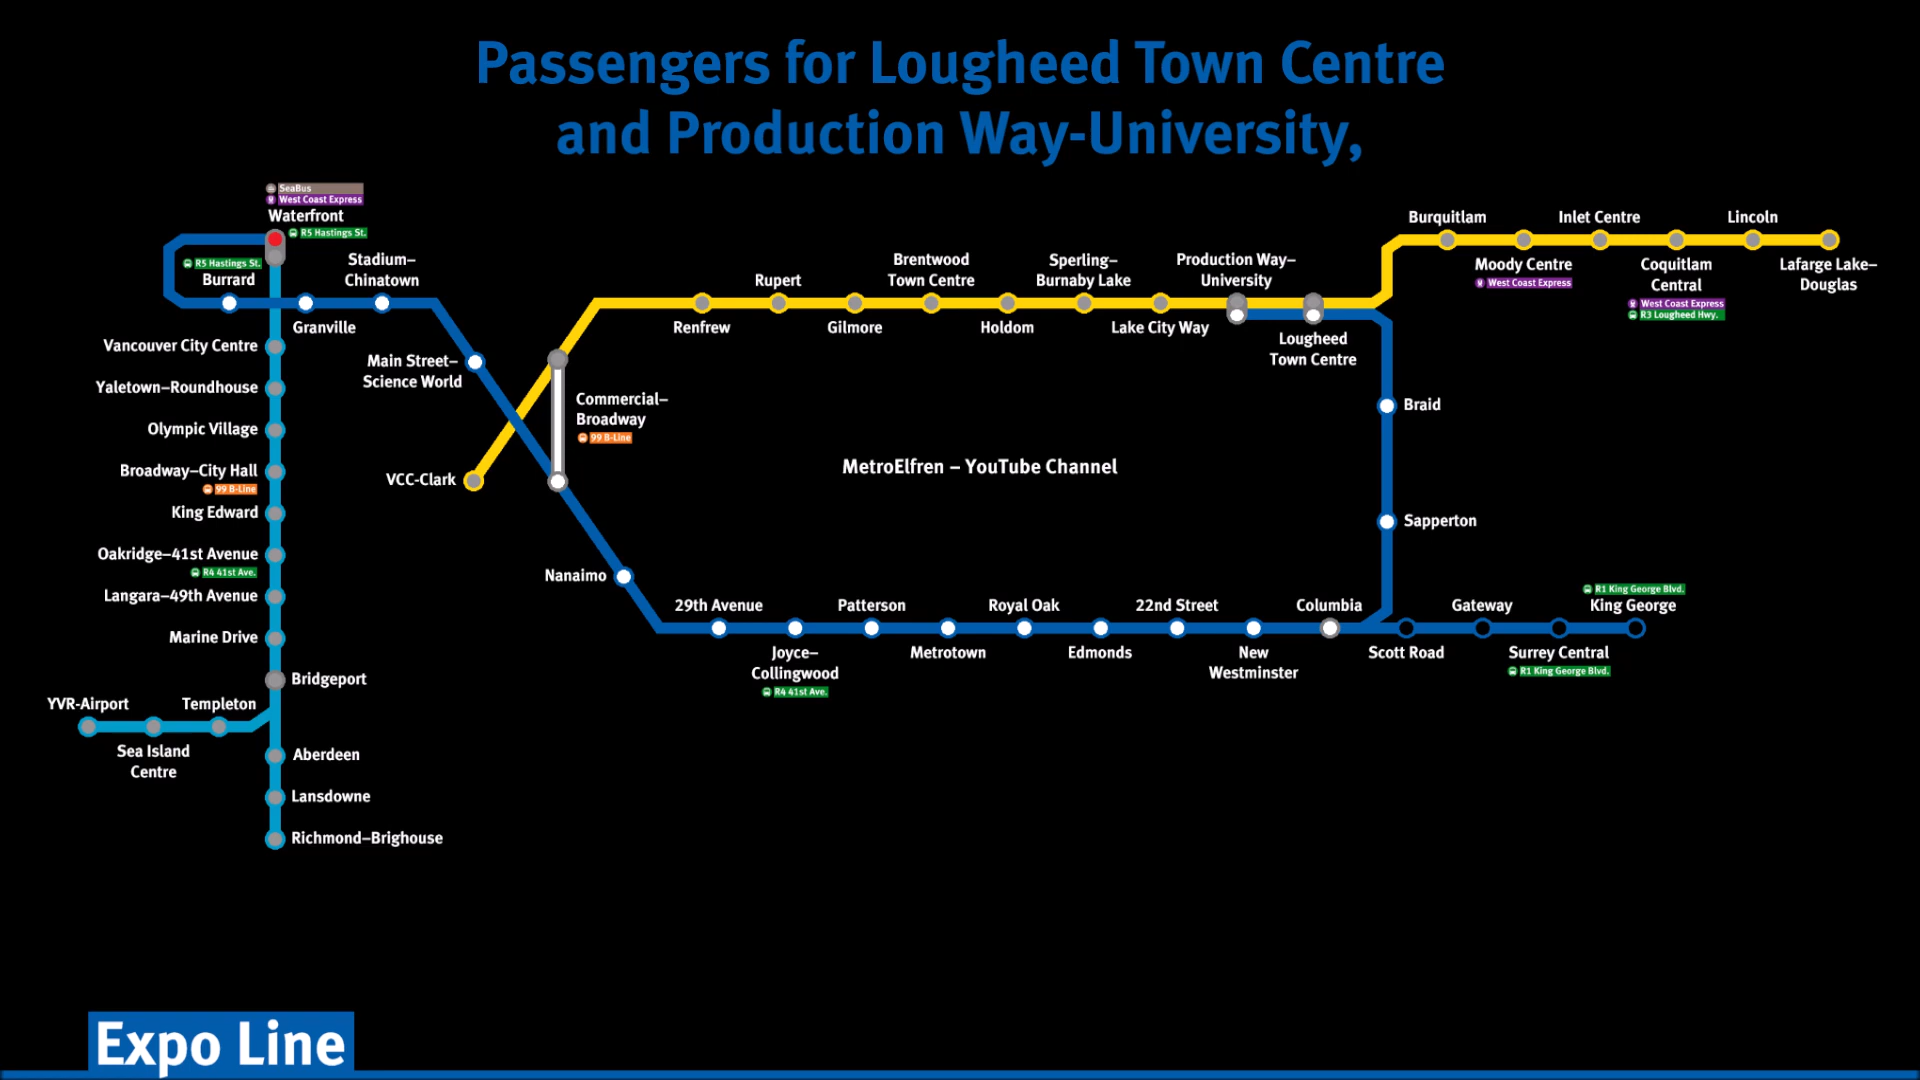 Passengers for Lougheed Town Centre
and Production Way-University,
SeaBus
West Coast Express
Waterfront
R5 Hastings St.
R5 Hastings St.
Burrard
Stadium–
Chinatown
Granville
Vancouver City Centre
Yaletown–Roundhouse
Olympic Village
Broadway–City Hall
99 B-Line
King Edward
Oakridge–41st Avenue
R4 41st Ave.
Langara–49th Avenue
Marine Drive
Bridgeport
YVR-Airport
Templeton
Sea Island
Centre
Aberdeen
Lansdowne
Richmond–Brighouse
Main Street–
Science World
VCC-Clark
Commercial–
Broadway
99 B-Line
Renfrew
Rupert
Gilmore
Brentwood
Town Centre
Holdom
Sperling–
Burnaby Lake
Lake City Way
Production Way–
University
Lougheed
Town Centre
Burquitlam
Moody Centre
West Coast Express
Inlet Centre
Coquitlam
Central
West Coast Express
R3 Lougheed Hwy.
Lincoln
Lafarge Lake–
Douglas
MetroElfren – YouTube Channel
Braid
Sapperton
Nanaimo
29th Avenue
Joyce–
Collingwood
R4 41st Ave.
Patterson
Metrotown
Royal Oak
Edmonds
22nd Street
New
Westminster
Columbia
Scott Road
Gateway
Surrey Central
R1 King George Blvd.
R1 King George Blvd.
King George
Expo Line